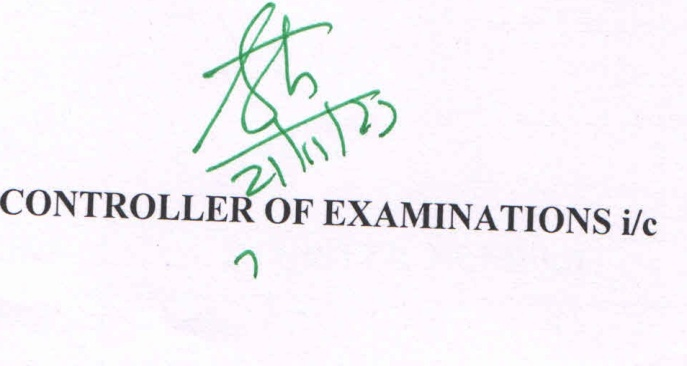 21/11/23
CONTROLLER OF EXAMINATIONS i/c